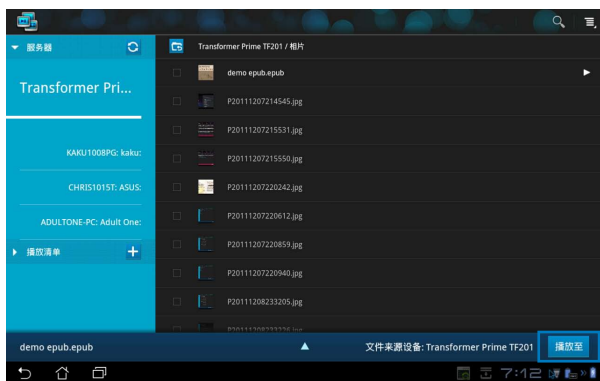 服务器
Transformer Prime TF201 / 相片
Transformer Pri...
KAKU1008PG: kaku:
CHRIS1015T: ASUS:
ADULTONE-PC: Adult One:
播放清单
demo epub.epub
P20111207214545.jpg
P20111207215531.jpg
P20111207215550.jpg
P20111207220242.jpg
P20111207220612.jpg
P20111207220859.jpg
P20111207220940.jpg
P20111208233205.jpg
P20111208233226.jpg
demo epub.epub
文件来源设备: Transformer Prime TF201
播放至
7:12